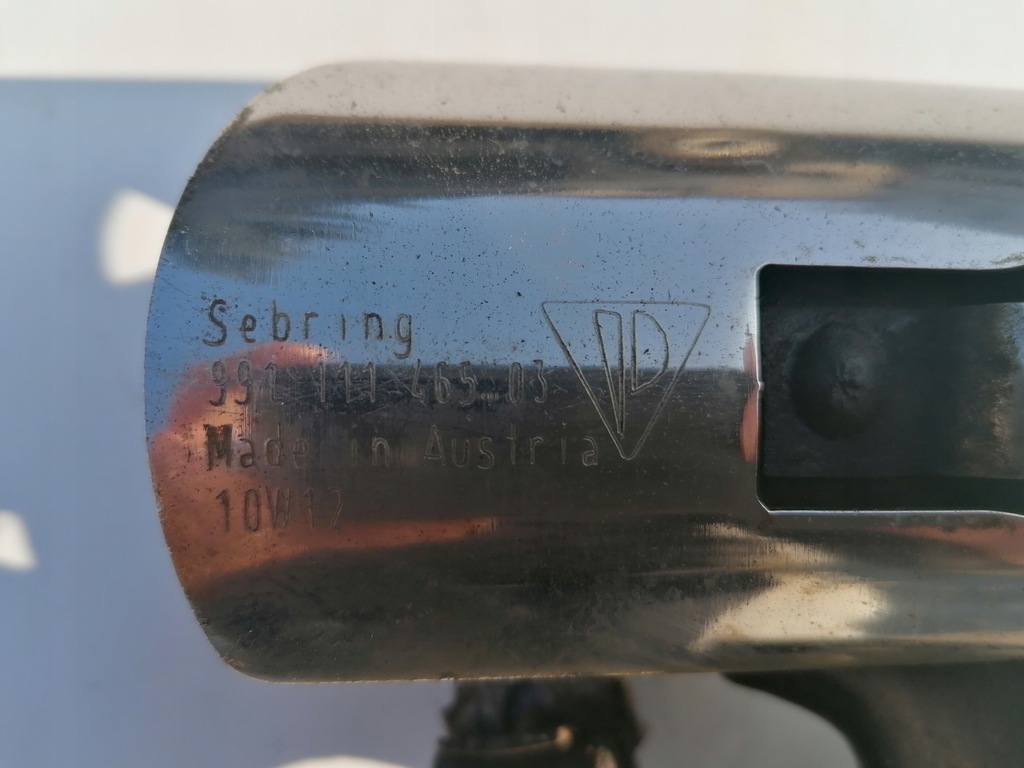 Sebring
991 111 465 03
Made in Austria
10W12